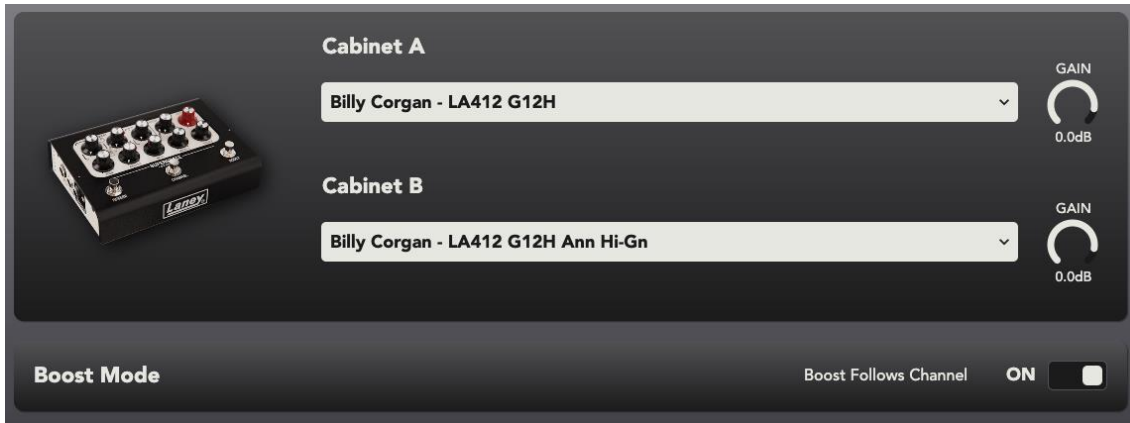 Cabinet A
Billy Corgan - LA412 G12H
GAIN
0.0dB
Laney
Cabinet B
Billy Corgan - LA412 G12H Ann Hi-Gn
GAIN
0.0dB
Boost Mode
Boost Follows Channel ON